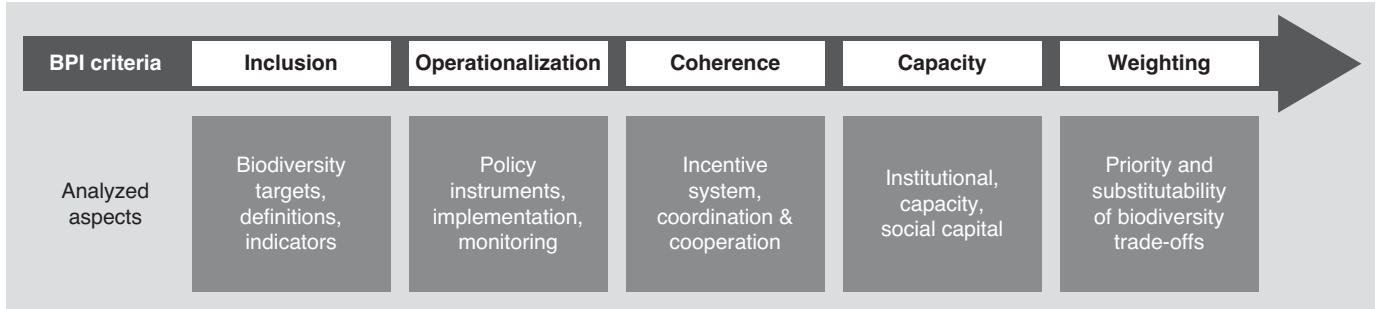 BPI criteria
Inclusion
Operationalization
Coherence
Capacity
Weighting
Analyzed
aspects
Biodiversity
targets,
definitions,
indicators
Policy
instruments,
implementation,
monitoring
Incentive
system,
coordination &
cooperation
Institutional,
capacity,
social capital
Priority and
substitutability
of biodiversity
trade-offs